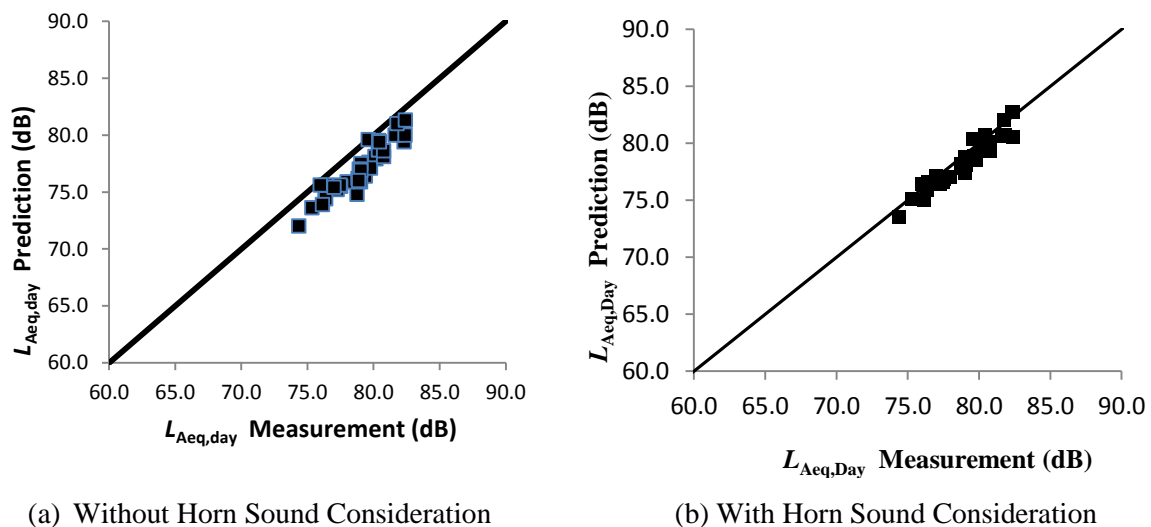 90.0
85.0
80.0
75.0
70.0
65.0
60.0
L_Aeq,day Prediction (dB)
60.0 65.0 70.0 75.0 80.0 85.0 90.0
L_Aeq,day Measurement (dB)
(a) Without Horn Sound Consideration
90.0
85.0
80.0
75.0
70.0
65.0
60.0
L_Aeq,Day Prediction (dB)
60.0 65.0 70.0 75.0 80.0 85.0 90.0
L_Aeq,Day Measurement (dB)
(b) With Horn Sound Consideration